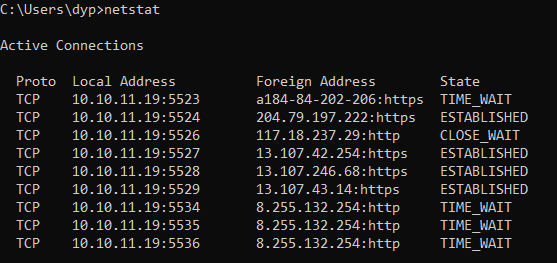 C:\Users\dyp>netstat
Active Connections
Proto  Local Address          Foreign Address        State
TCP    10.10.11.19:5523       a184-84-202-206:https  TIME_WAIT
TCP    10.10.11.19:5524       204.79.197.222:https   ESTABLISHED
TCP    10.10.11.19:5526       117.18.237.29:http     CLOSE_WAIT
TCP    10.10.11.19:5527       13.107.42.254:https    ESTABLISHED
TCP    10.10.11.19:5528       13.107.246.68:https    ESTABLISHED
TCP    10.10.11.19:5529       13.107.43.14:https     ESTABLISHED
TCP    10.10.11.19:5534       8.255.132.254:http     TIME_WAIT
TCP    10.10.11.19:5535       8.255.132.254:http     TIME_WAIT
TCP    10.10.11.19:5536       8.255.132.254:http     TIME_WAIT